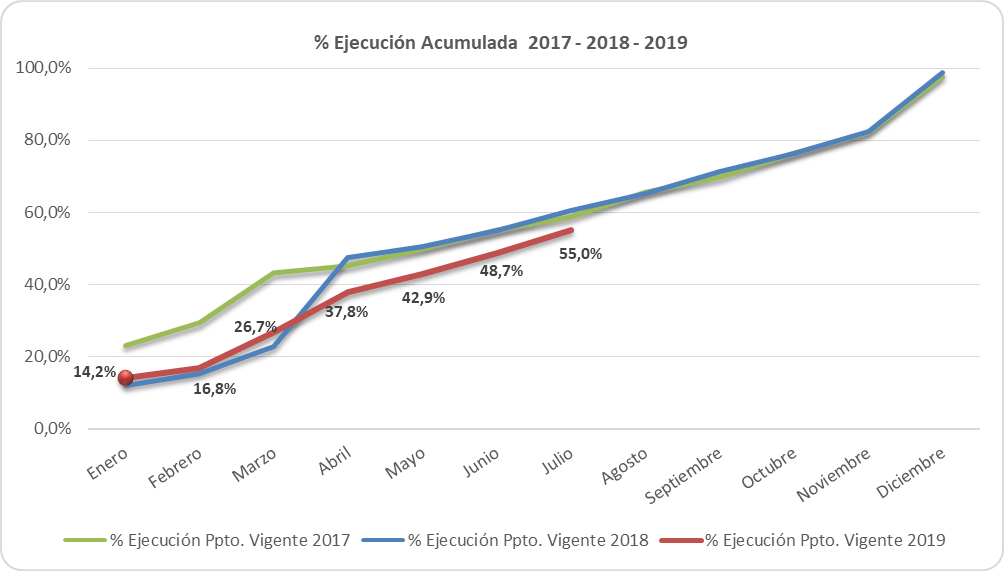 % Ejecución Acumulada 2017 - 2018 - 2019
100,0%
80,0%
60,0%
40,0%
20,0%
0,0%
14,2%
16,8%
26,7%
37,8%
42,9%
48,7%
55,0%
Enero
Febrero
Marzo
Abril
Mayo
Junio
Julio
Agosto
Septiembre
Octubre
Noviembre
Diciembre
% Ejecución Ppto. Vigente 2017
% Ejecución Ppto. Vigente 2018
% Ejecución Ppto. Vigente 2019